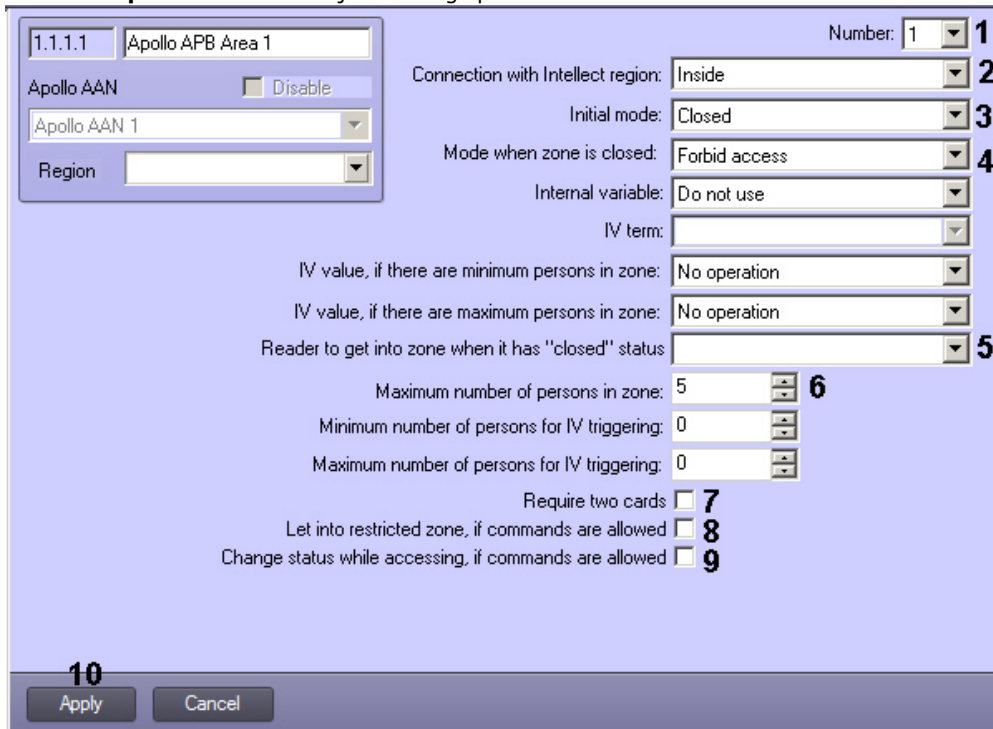 1.1.1.1 Apollo APB Area 1
Apollo AAN Disable
Apollo AAN 1
Region
Number: 1 1
Connection with Intellect region: Inside 2
Initial mode: Closed 3
Mode when zone is closed: Forbid access 4
Internal variable: Do not use
IV term:
IV value, if there are minimum persons in zone: No operation
IV value, if there are maximum persons in zone: No operation
Reader to get into zone when it has "closed" status 5
Maximum number of persons in zone: 5 6
Minimum number of persons for IV triggering: 0
Maximum number of persons for IV triggering: 0
Require two cards 7
Let into restricted zone, if commands are allowed 8
Change status while accessing, if commands are allowed 9
10
Apply Cancel